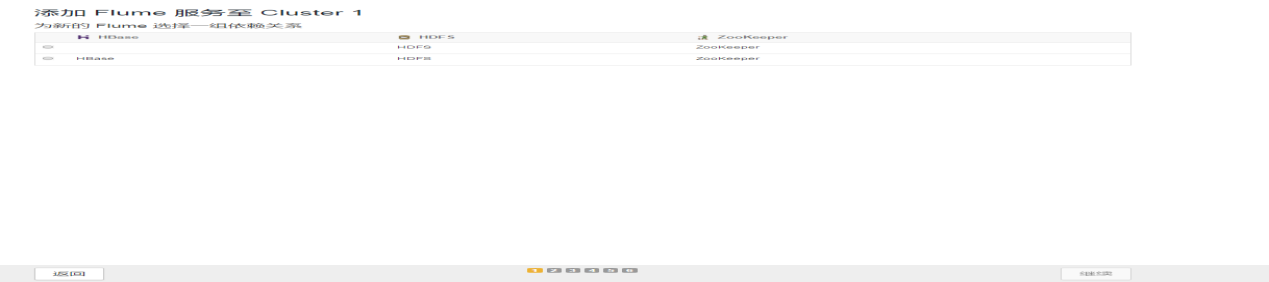 添加 Flume 服务至 Cluster 1
为新的 Flume 选择一组依赖关系
HBase HDFS ZooKeeper
HDFS ZooKeeper
HBase HDFS ZooKeeper
返回 1 2 3 4 5 6 继续